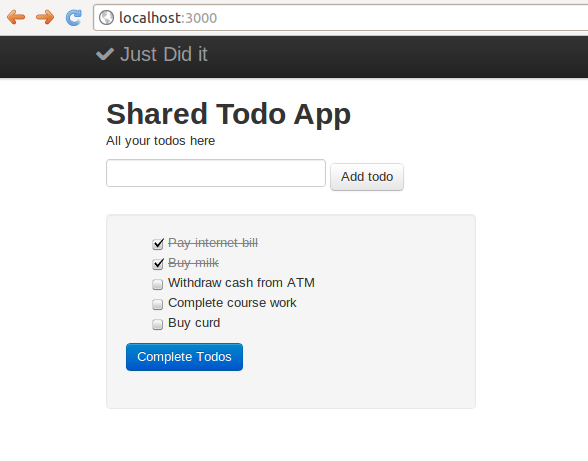 localhost:3000
Just Did it
Shared Todo App
All your todos here
Add todo
Pay internet bill
Buy milk
Withdraw cash from ATM
Complete course work
Buy curd
Complete Todos